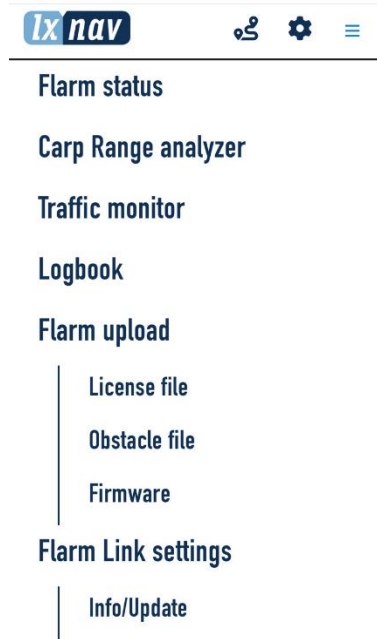 lx nav
Flarm status
Carp Range analyzer
Traffic monitor
Logbook
Flarm upload
License file
Obstacle file
Firmware
Flarm Link settings
Info/Update